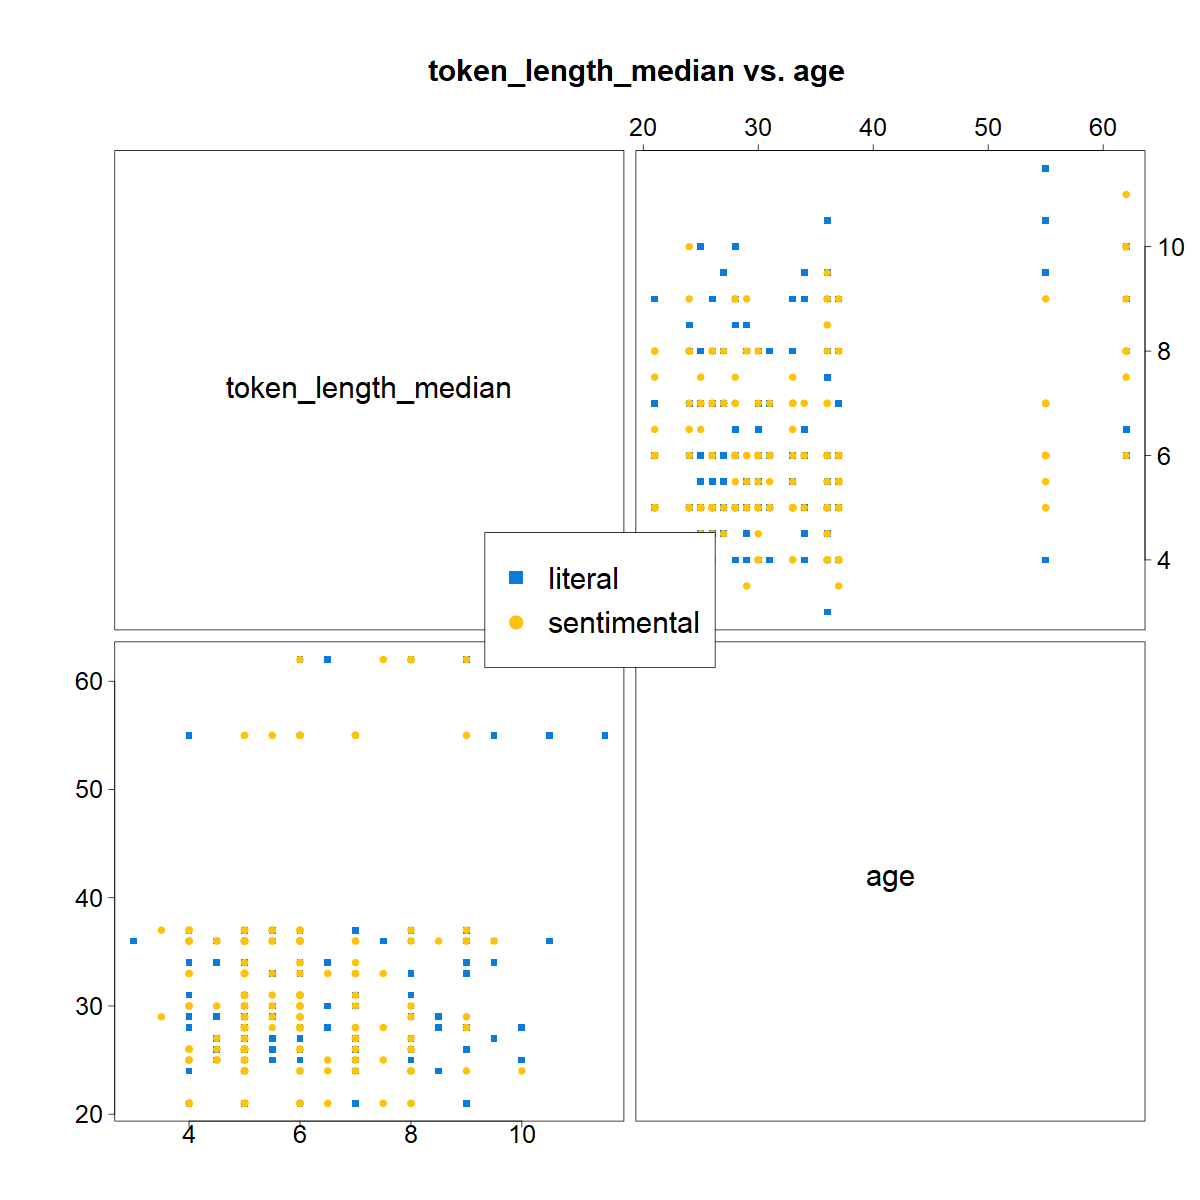 token_length_median vs. age
20 30 40 50 60
token_length_median
10
8
6
4
literal
sentimental
60
50
40
30
20
age
4 6 8 10